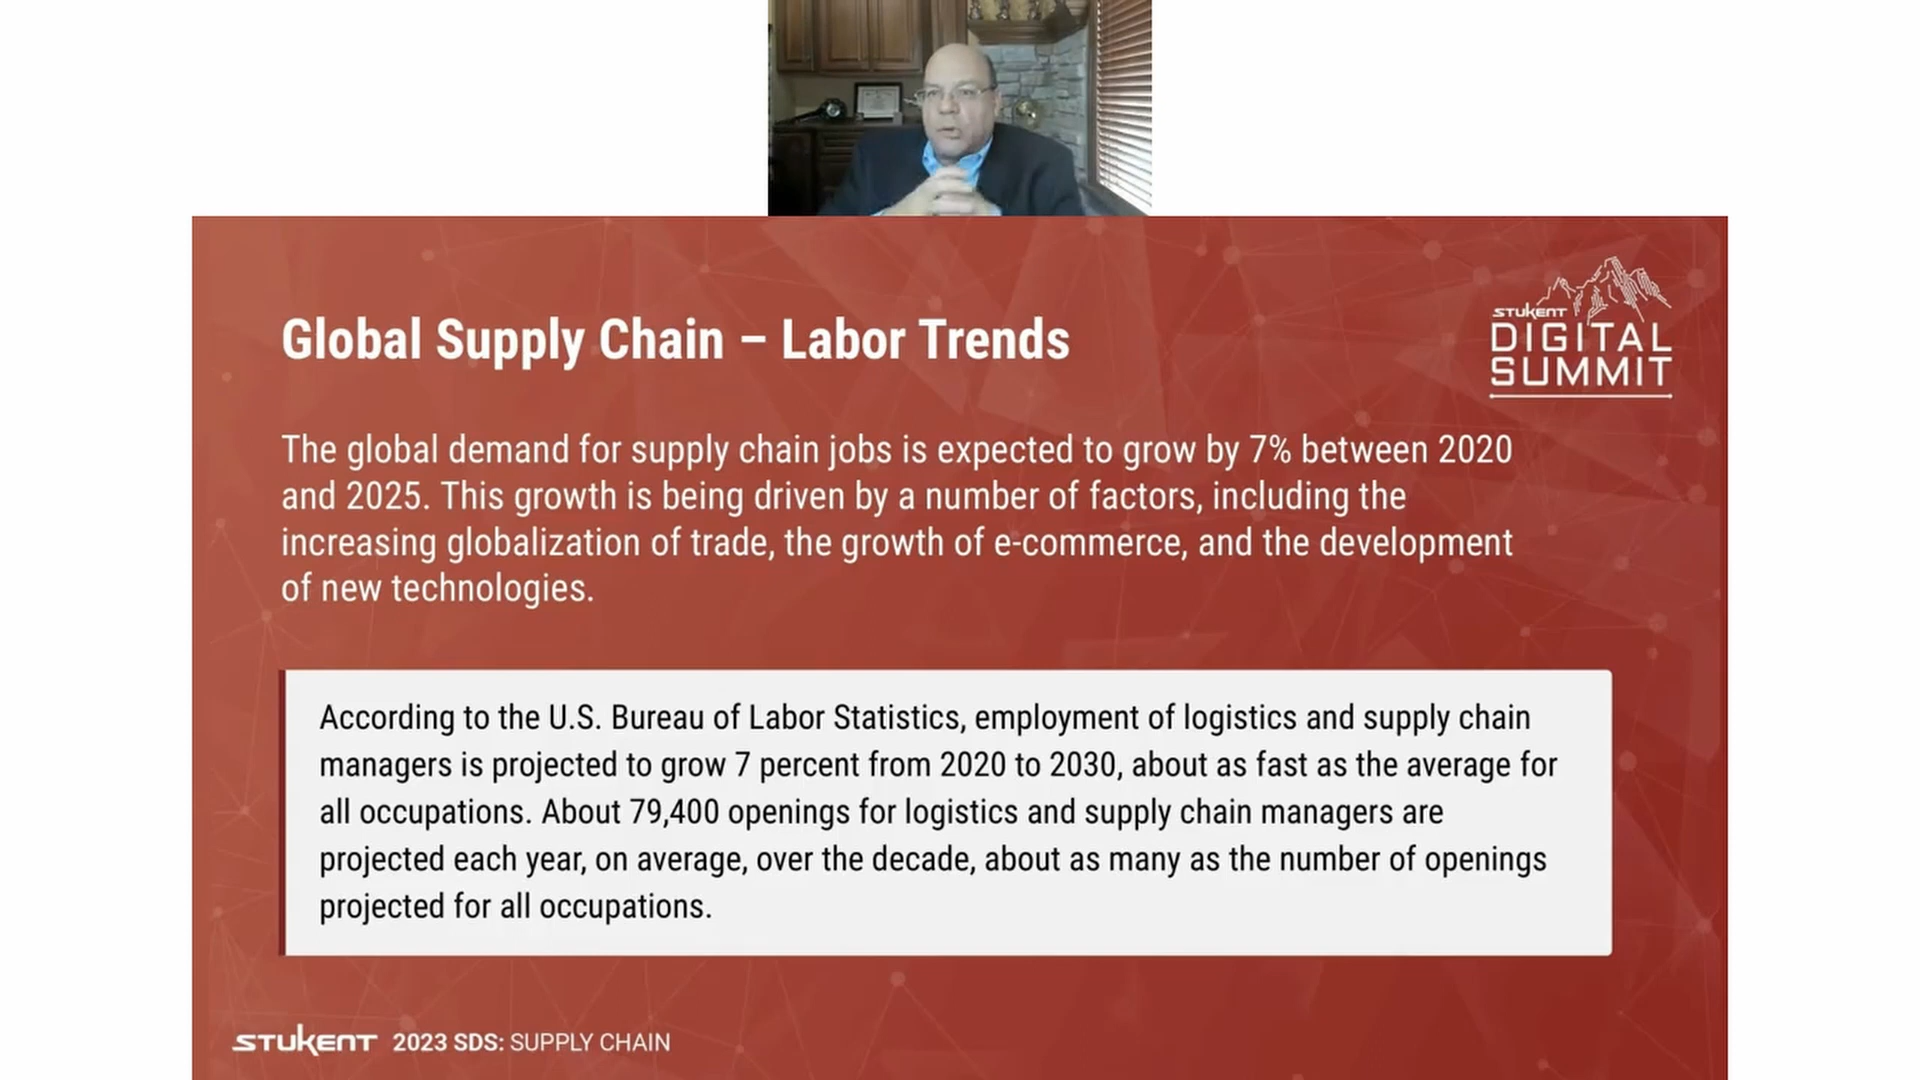 STUKENT
DIGITAL
SUMMIT
Global Supply Chain – Labor Trends
The global demand for supply chain jobs is expected to grow by 7% between 2020
and 2025. This growth is being driven by a number of factors, including the
increasing globalization of trade, the growth of e-commerce, and the development
of new technologies.
According to the U.S. Bureau of Labor Statistics, employment of logistics and supply chain
managers is projected to grow 7 percent from 2020 to 2030, about as fast as the average for
all occupations. About 79,400 openings for logistics and supply chain managers are
projected each year, on average, over the decade, about as many as the number of openings
projected for all occupations.
STUKENT 2023 SDS: SUPPLY CHAIN